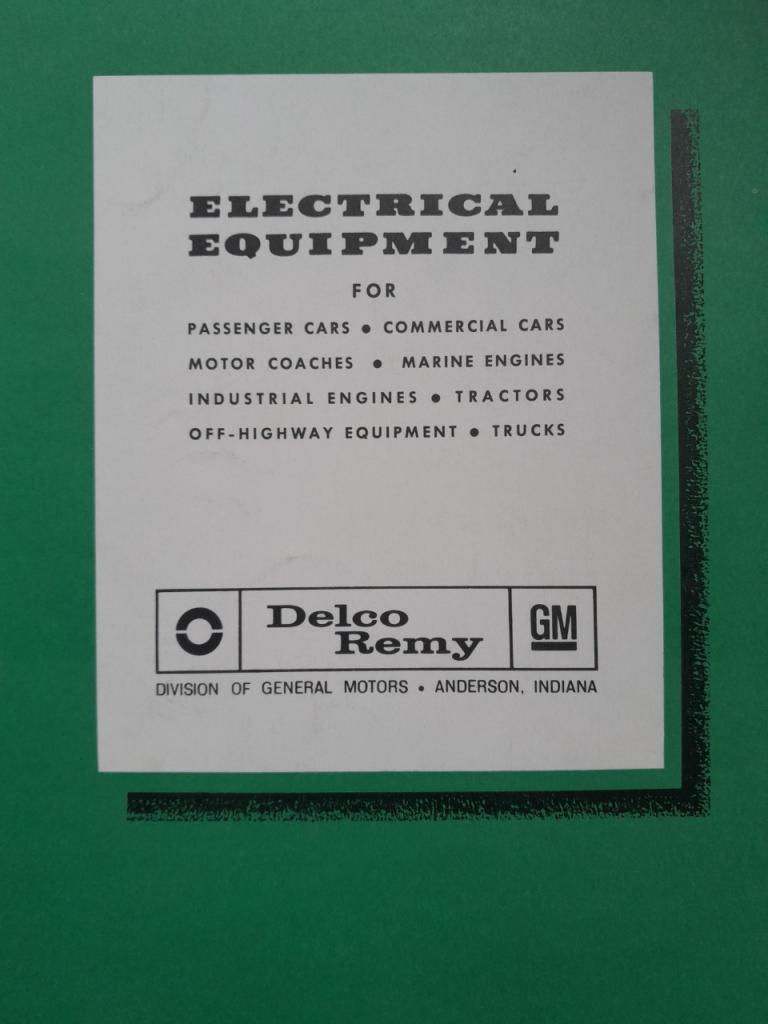 ELECTRICAL
EQUIPMENT
FOR
PASSENGER CARS ● COMMERCIAL CARS
MOTOR COACHES ● MARINE ENGINES
INDUSTRIAL ENGINES ● TRACTORS
OFF-HIGHWAY EQUIPMENT ● TRUCKS
Delco
Remy
GM
DIVISION OF GENERAL MOTORS • ANDERSON, INDIANA